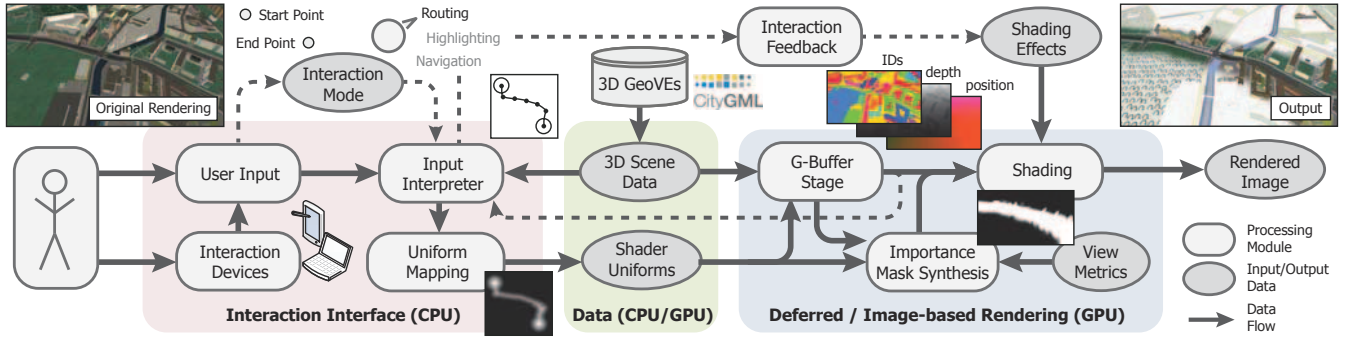 Start Point
End Point
Routing
Highlighting
Navigation
Interaction
Mode
Original Rendering
3D GeoVEs
CityGML
Interaction
Feedback
Shading
Effects
IDs
depth
position
Output
User Input
Input
Interpreter
3D Scene
Data
G-Buffer
Stage
Shading
Rendered
Image
Interaction
Devices
Uniform
Mapping
Shader
Uniforms
Importance
Mask Synthesis
View
Metrics
Processing
Module
Input/Output
Data
Data
Flow
Interaction Interface (CPU)
Data (CPU/GPU)
Deferred / Image-based Rendering (GPU)